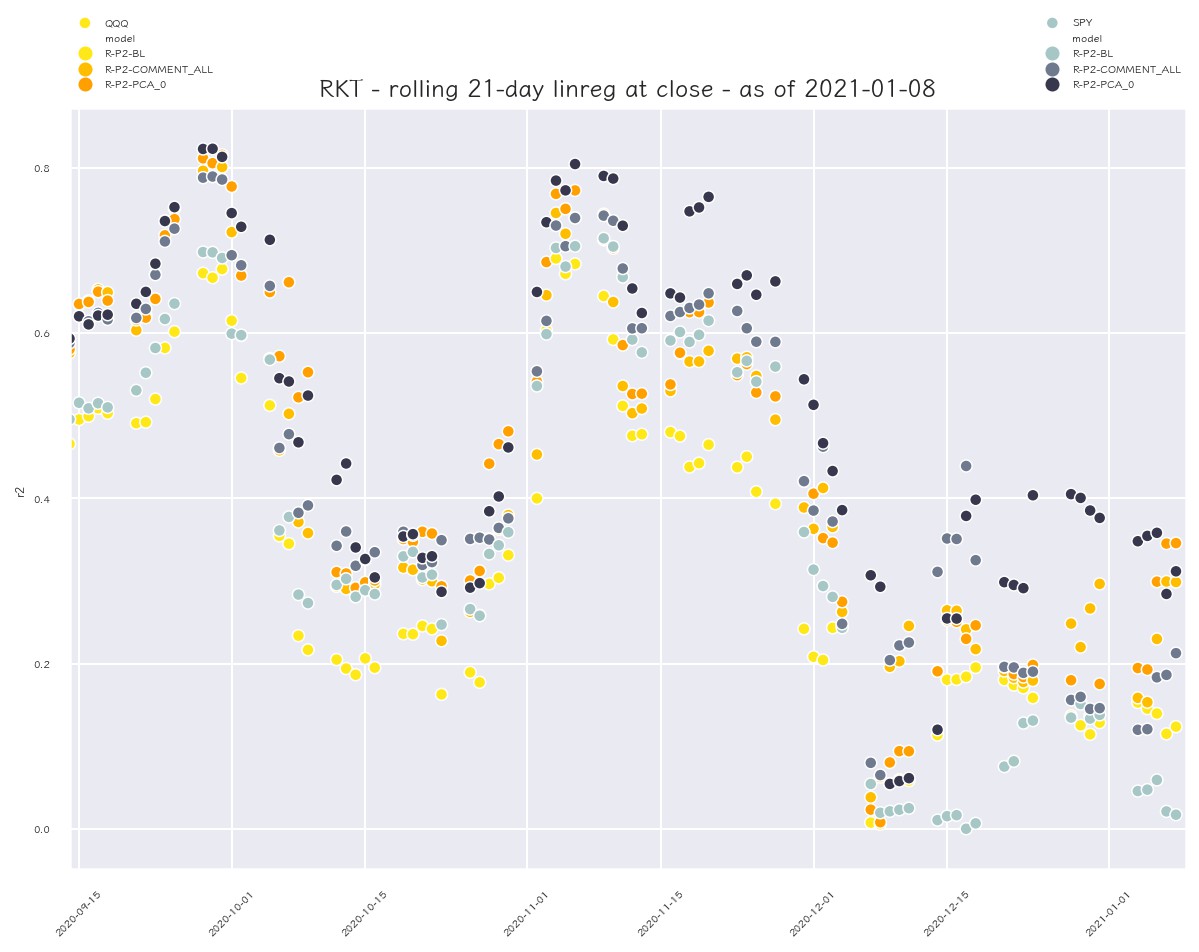 QQQ
model
R-P2-BL
R-P2-COMMENT_ALL
R-P2-PCA_0
SPY
model
R-P2-BL
R-P2-COMMENT_ALL
R-P2-PCA_0
RKT - rolling 21-day linreg at close - as of 2021-01-08
0.8
0.6
0.4
0.2
0.0
r2
2020-09-15
2020-10-01
2020-10-15
2020-11-01
2020-11-15
2020-12-01
2020-12-15
2021-01-01